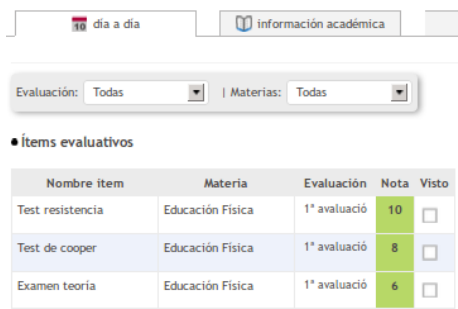 10 día a día información académica
Evaluación: Todas | Materias: Todas
Ítems evaluativos
Nombre ítem Materia Evaluación Nota Visto
Test resistencia Educación Física 1ª avaluació 10
Test de cooper Educación Física 1ª avaluació 8
Examen teoría Educación Física 1ª avaluació 6